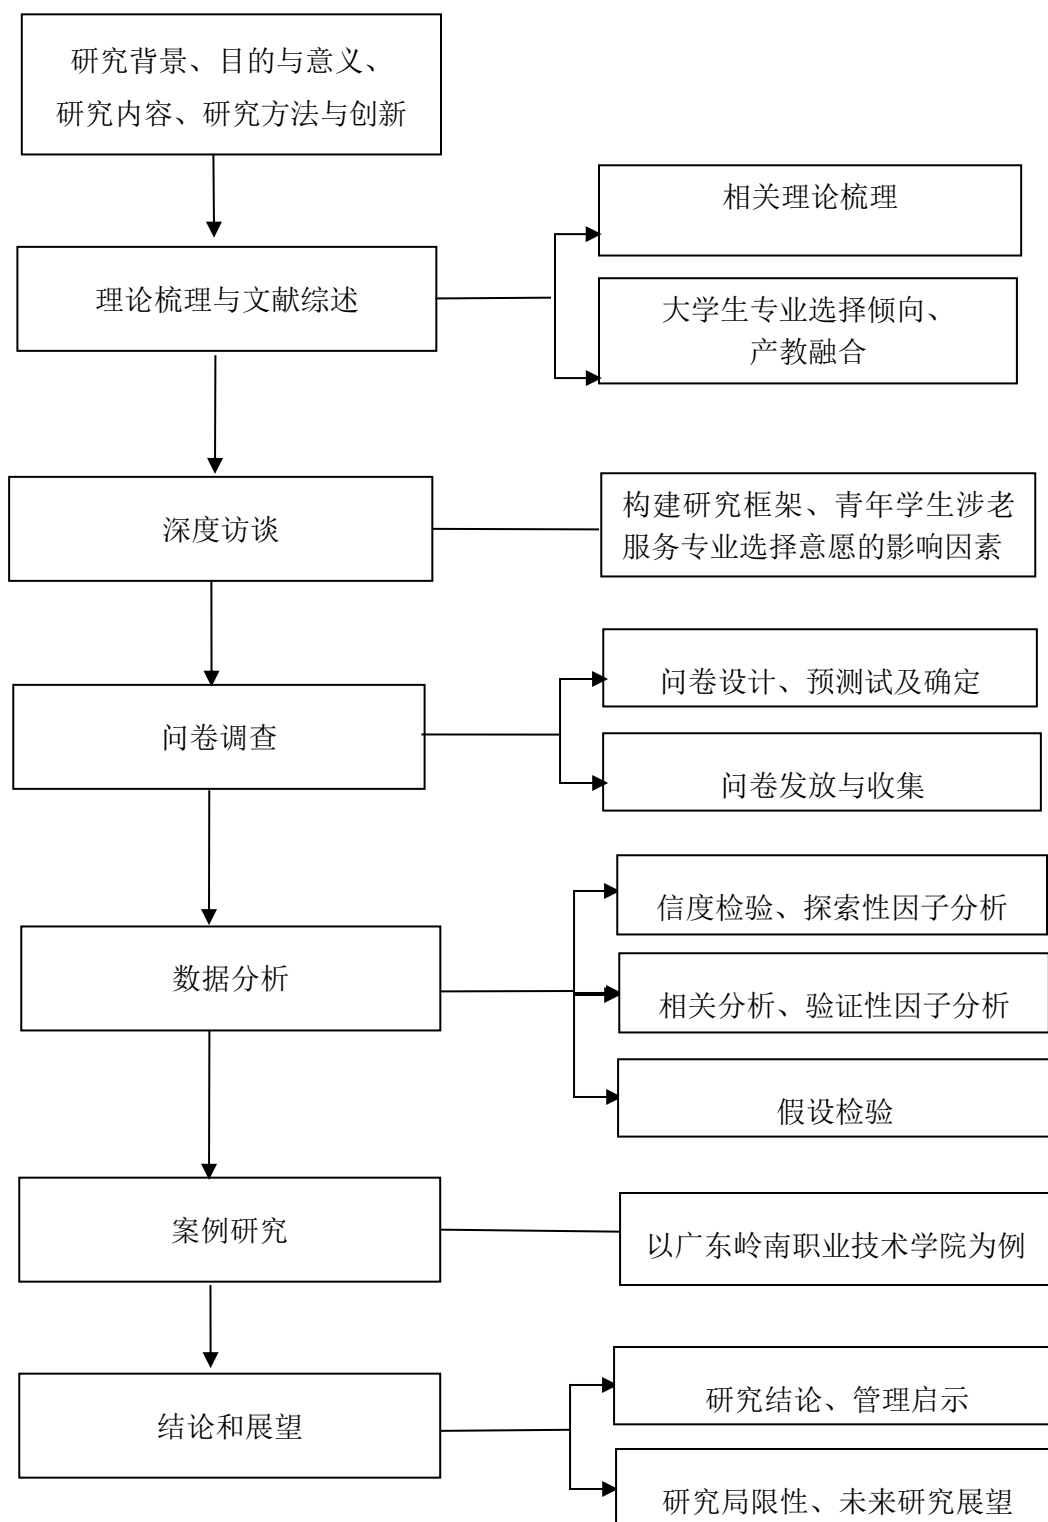 研究背景、目的与意义、
研究内容、研究方法与创新
相关理论梳理
理论梳理与文献综述
大学生专业选择倾向、
产教融合
深度访谈
构建研究框架、青年学生涉老
服务专业选择意愿的影响因素
问卷调查
问卷设计、预测试及确定
问卷发放与收集
数据分析
信度检验、探索性因子分析
相关分析、验证性因子分析
假设检验
案例研究
以广东岭南职业技术学院为例
结论和展望
研究结论、管理启示
研究局限性、未来研究展望